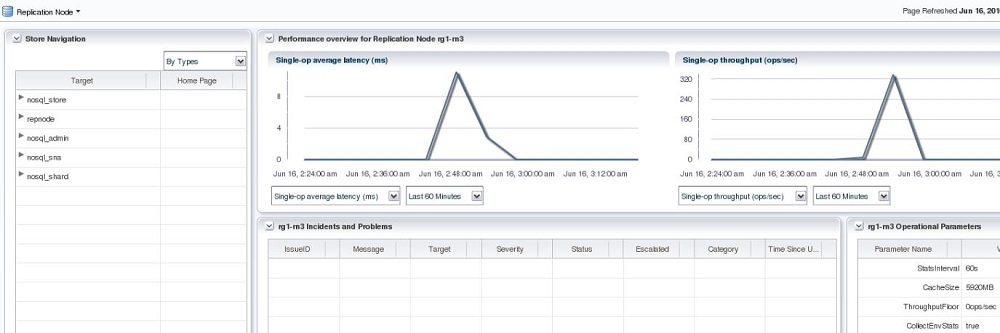 Replication Node
Page Refreshed Jun 16, 201
Store Navigation
By Types
Target Home Page
nosql_store
repnode
nosql_admin
nosql_sna
nosql_shard
Performance overview for Replication Node rg1-rn3
Single-op average latency (ms)
8
4
0
Jun 16, 2:24:00 am Jun 16, 2:36:00 am Jun 16, 2:48:00 am Jun 16, 3:00:00 am Jun 16, 3:12:00 am
Single-op average latency (ms) Last 60 Minutes
Single-op throughput (ops/sec)
320
240
160
80
0
Jun 16, 2:24:00 am Jun 16, 2:36:00 am Jun 16, 2:48:00 am Jun 16, 3:00:00 am Jun 16,
Single-op throughput (ops/sec) Last 60 Minutes
rg1-rn3 Incidents and Problems
IssueID Message Target Severity Status Escalated Category Time Since U...
rg1-rn3 Operational Parameters
Parameter Name V
StatsInterval 60s
CacheSize 5920MB
ThroughputFloor 0ops/sec
CollectEnvStats true